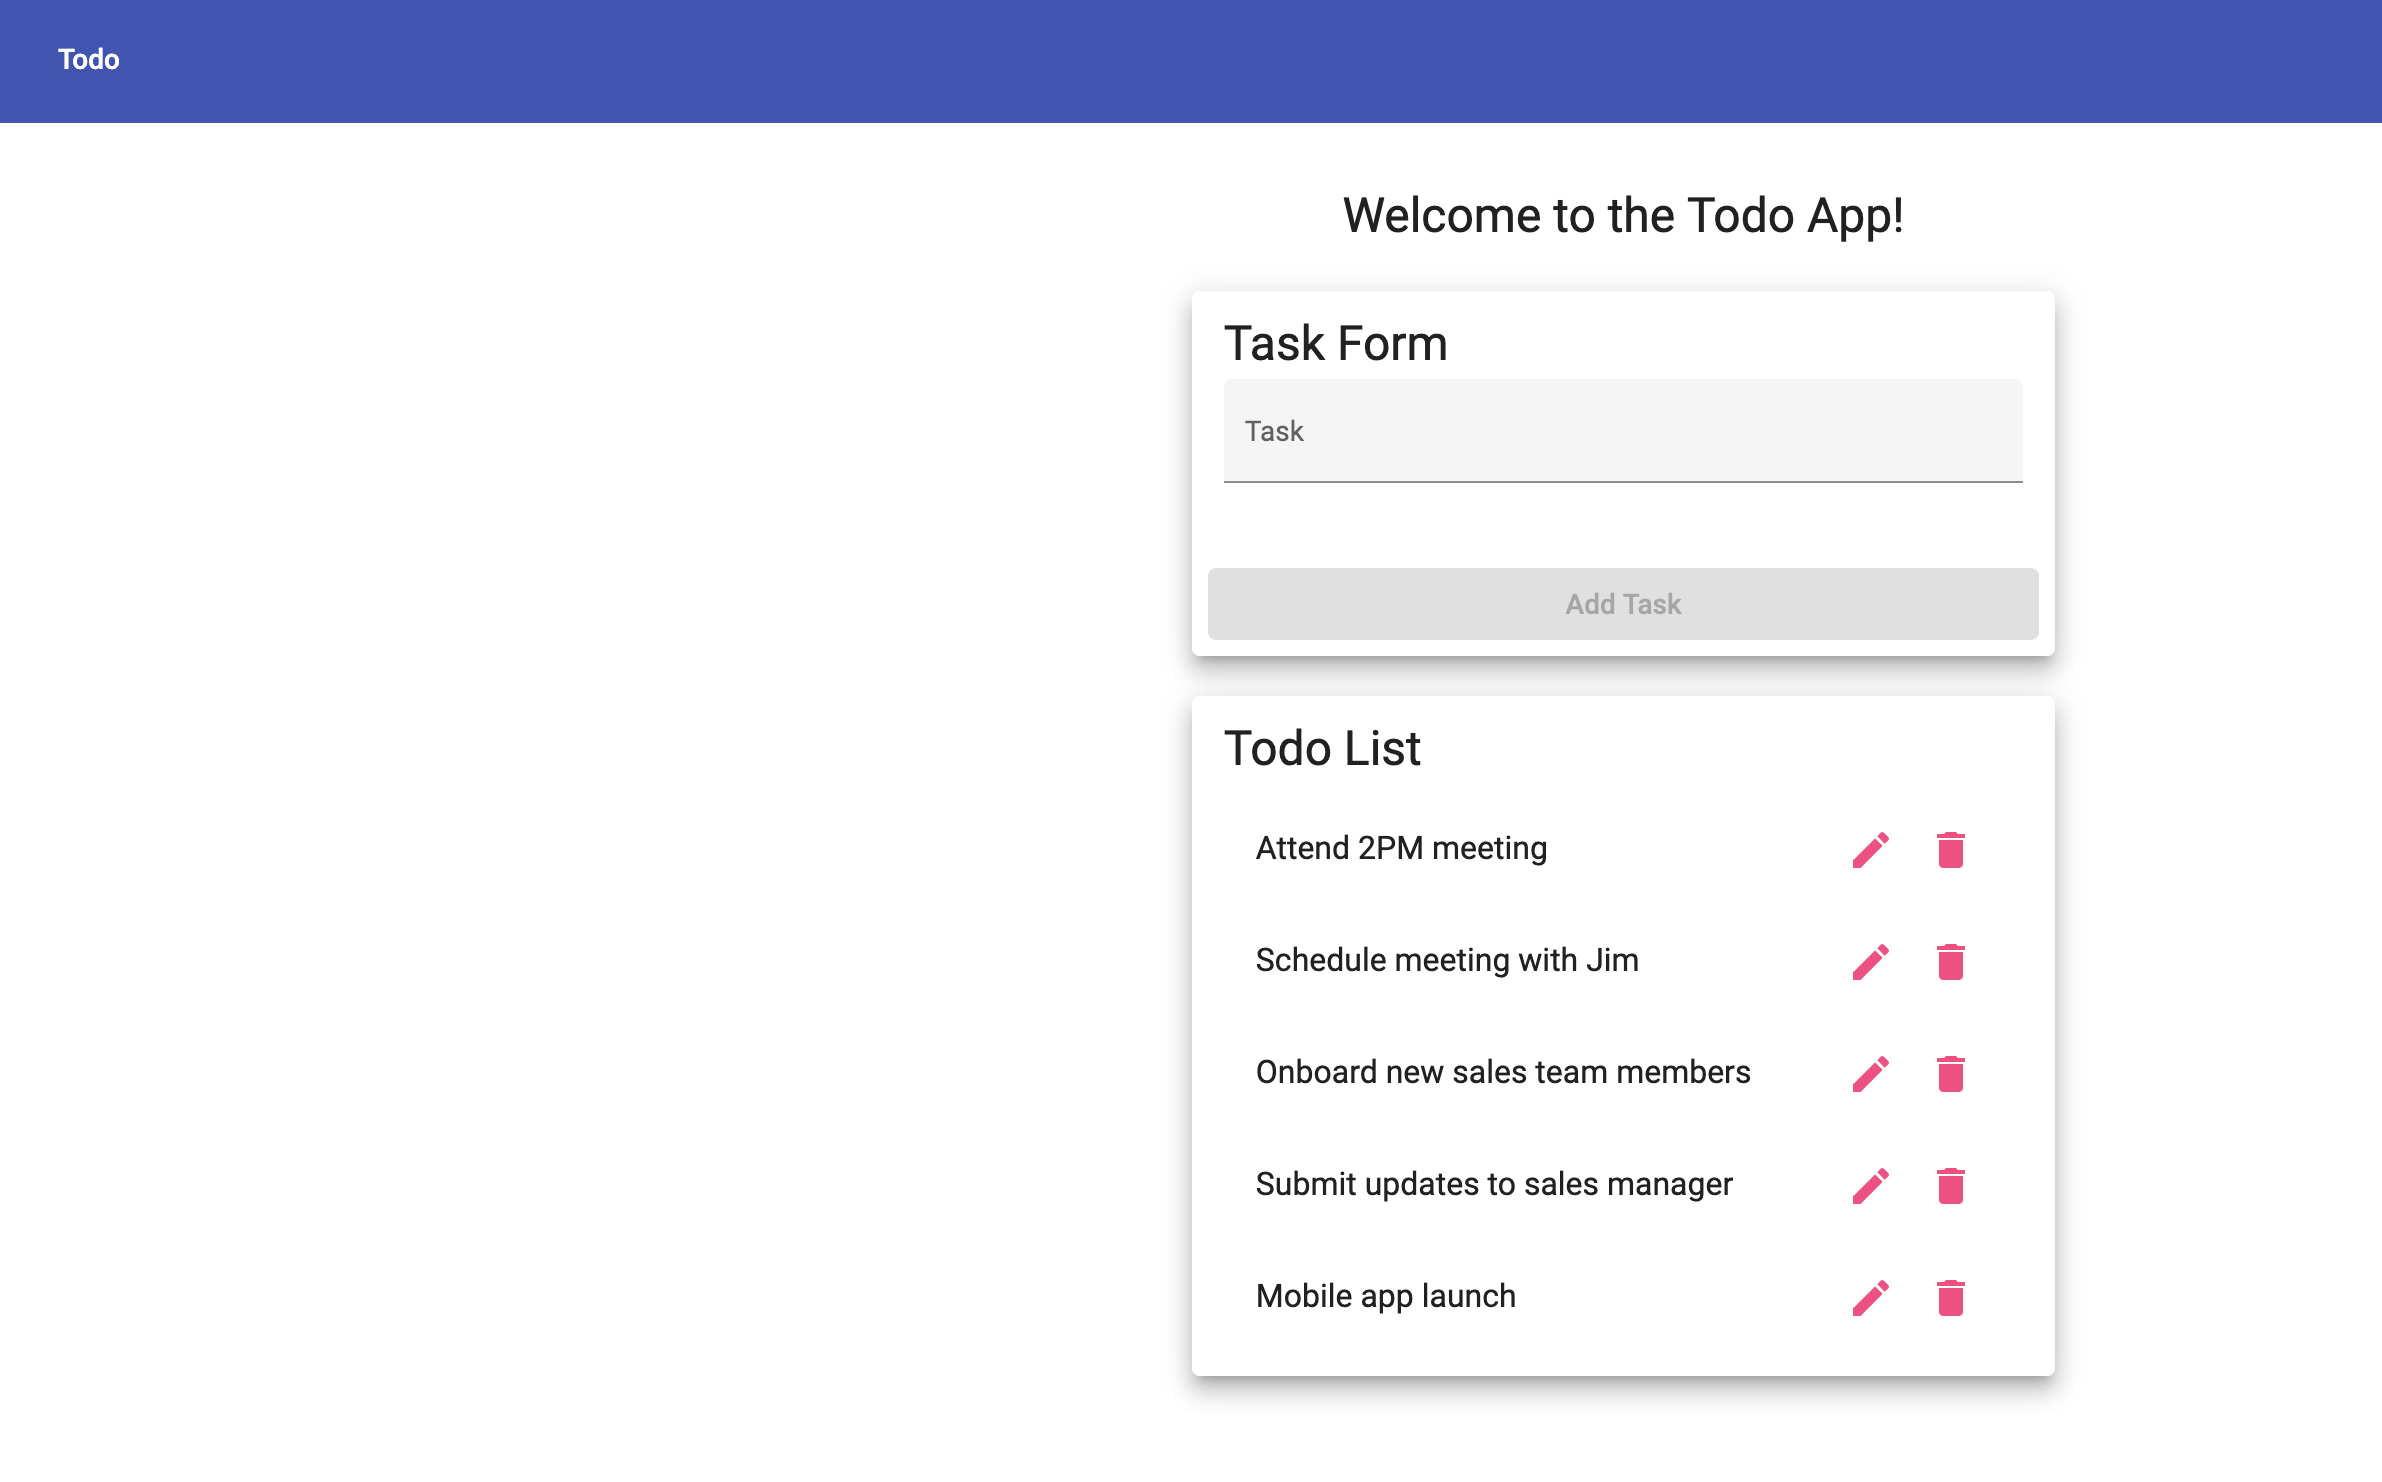 Todo
Welcome to the Todo App!
Task Form
Task
Add Task
Todo List
Attend 2PM meeting
Schedule meeting with Jim
Onboard new sales team members
Submit updates to sales manager
Mobile app launch